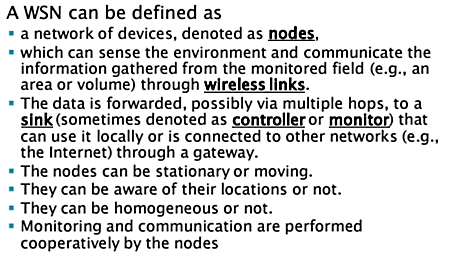 A WSN can be defined as
▪ a network of devices, denoted as nodes,
▪ which can sense the environment and communicate the
information gathered from the monitored field (e.g., an
area or volume) through wireless links.
▪ The data is forwarded, possibly via multiple hops, to a
sink (sometimes denoted as controller or monitor) that
can use it locally or is connected to other networks (e.g.,
the Internet) through a gateway.
▪ The nodes can be stationary or moving.
▪ They can be aware of their locations or not.
▪ They can be homogeneous or not.
▪ Monitoring and communication are performed
cooperatively by the nodes